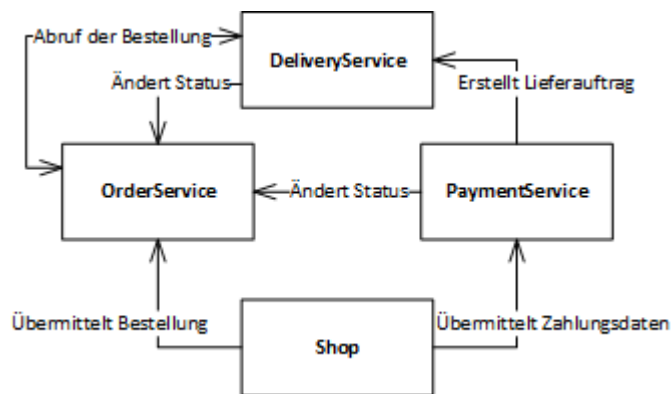 Abruf der Bestellung
DeliveryService
Ändert Status
Erstellt Lieferauftrag
OrderService
Ändert Status
PaymentService
Übermittelt Bestellung
Shop
Übermittelt Zahlungsdaten